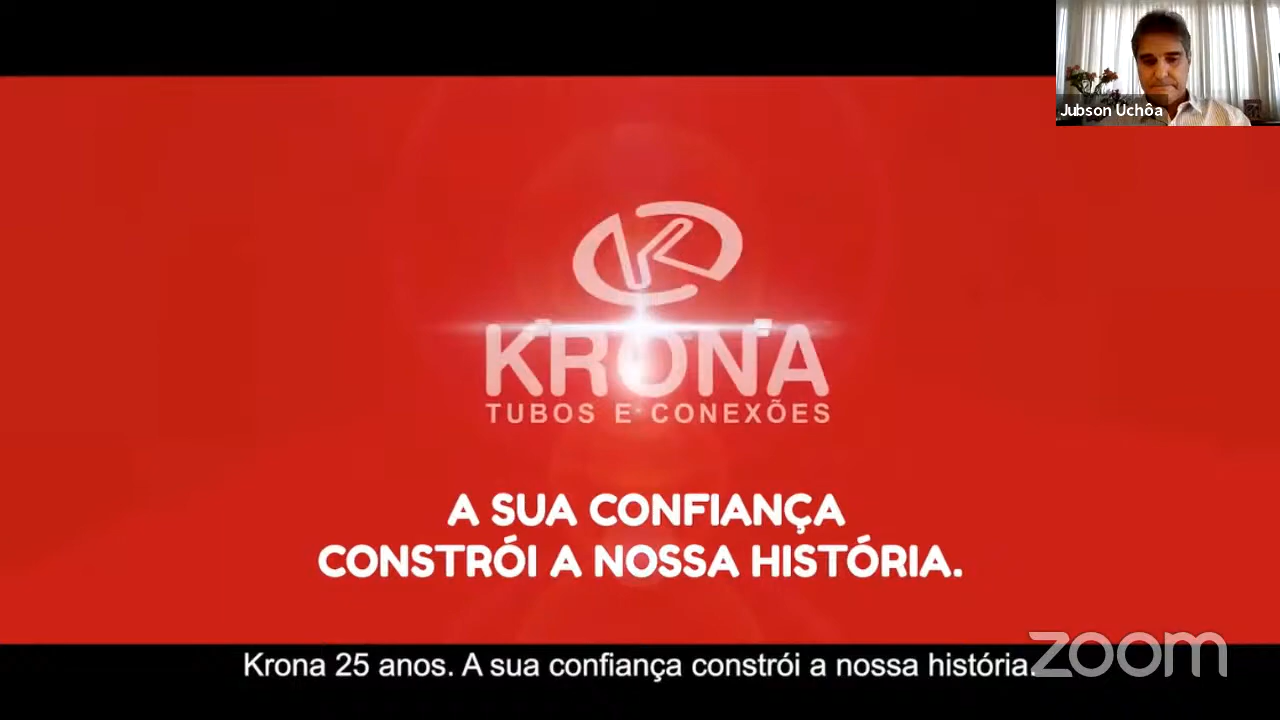 Jubson Uchôa
KRONA
TUBOS E CONEXÕES
A SUA CONFIANÇA
CONSTRÓI A NOSSA HISTÓRIA.
Krona 25 anos. A sua confiança constrói a nossa história.
zoom